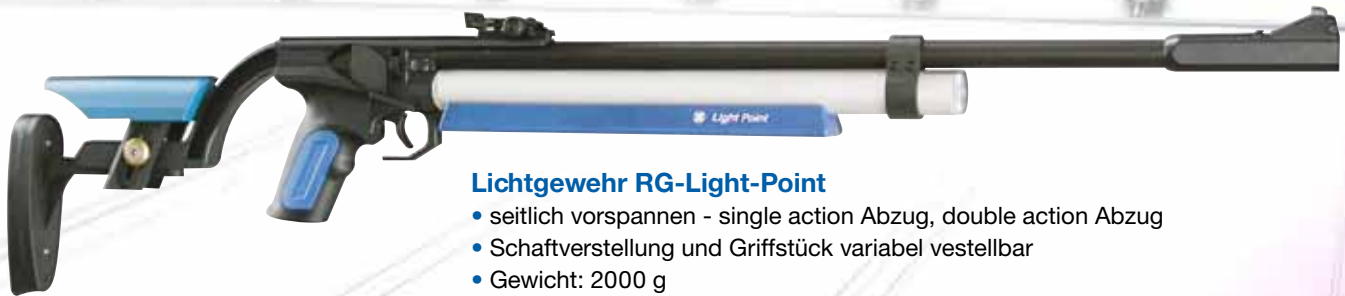 Light Point
Lichtgewehr RG-Light-Point
• seitlich vorspannen - single action Abzug, double action Abzug
• Schaftverstellung und Griffstück variabel vestellbar
• Gewicht: 2000 g